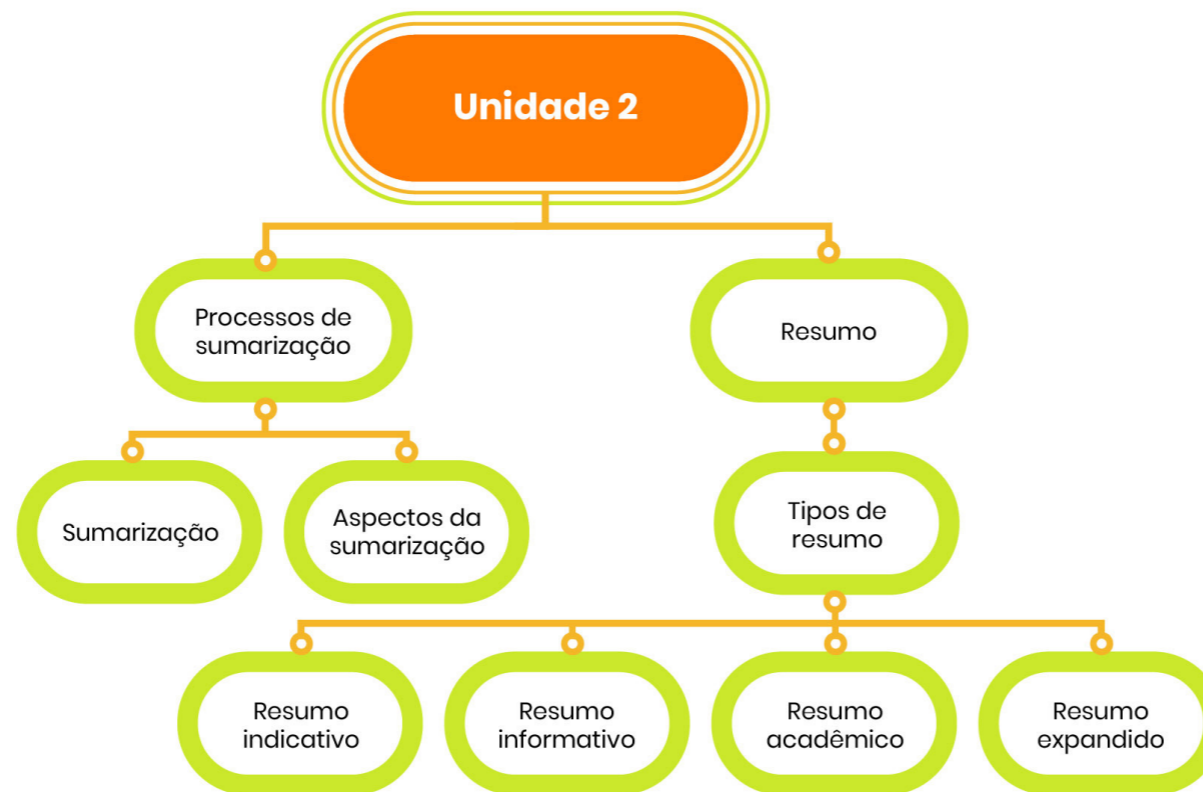 Unidade 2
Processos de
sumarização
Resumo
Sumarização
Aspectos da
sumarização
Tipos de
resumo
Resumo
indicativo
Resumo
informativo
Resumo
acadêmico
Resumo
expandido